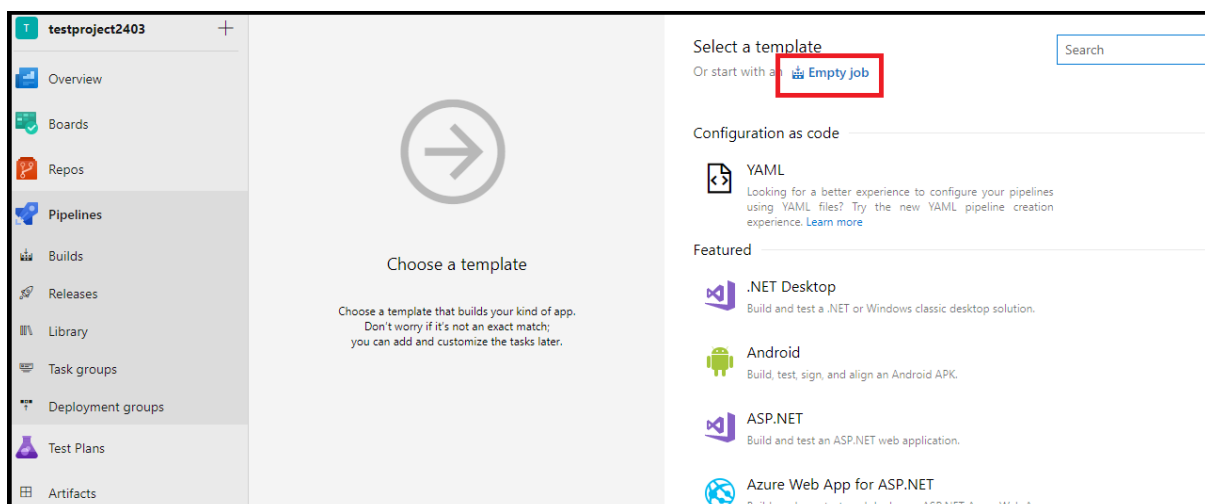 T testproject2403 +
Overview
Boards
Repos
Pipelines
Builds
Releases
Library
Task groups
Deployment groups
Test Plans
Artifacts
Choose a template
Choose a template that builds your kind of app.
Don't worry if it's not an exact match;
you can add and customize the tasks later.
Select a template
Or start with an Empty job
Search
Configuration as code
YAML
Looking for a better experience to configure your pipelines
using YAML files? Try the new YAML pipeline creation
experience. Learn more
Featured
.NET Desktop
Build and test a .NET or Windows classic desktop solution.
Android
Build, test, sign, and align an Android APK.
ASP.NET
Build and test an ASP.NET web application.
Azure Web App for ASP.NET